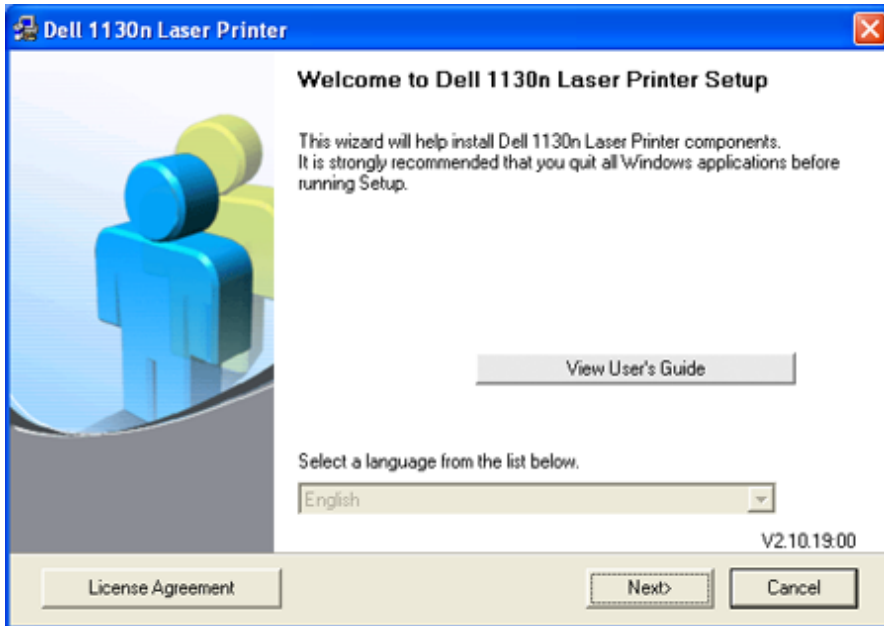 Dell 1130n Laser Printer
Welcome to Dell 1130n Laser Printer Setup
This wizard will help install Dell 1130n Laser Printer components.
It is strongly recommended that you quit all Windows applications before
running Setup.
View User's Guide
Select a language from the list below.
English
V2.10.19:00
License Agreement
Next>
Cancel